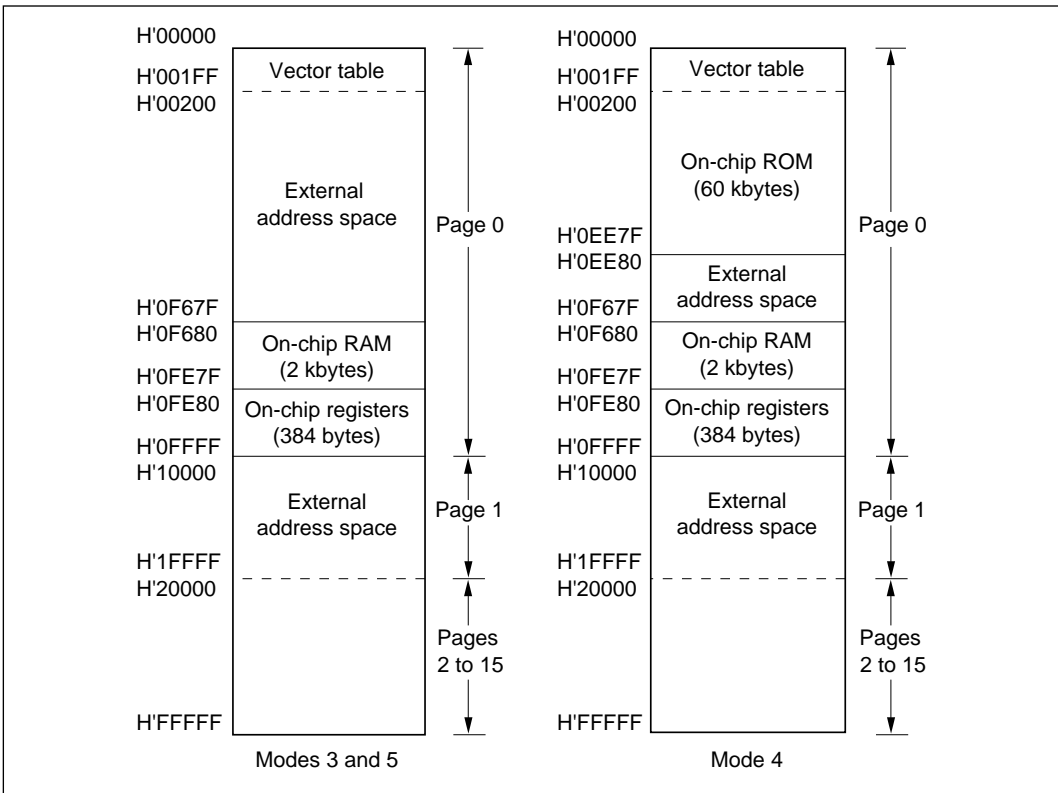 H'00000
H'001FF
H'00200
H'0F67F
H'0F680
H'0FE7F
H'0FE80
H'0FFFF
H'10000
H'1FFFF
H'20000
H'FFFFF
Vector table
External
address space
On-chip RAM
(2 kbytes)
On-chip registers
(384 bytes)
External
address space
Page 0
Page 1
Pages
2 to 15
Modes 3 and 5
H'00000
H'001FF
H'00200
H'0EE7F
H'0EE80
H'0F67F
H'0F680
H'0FE7F
H'0FE80
H'0FFFF
H'10000
H'1FFFF
H'20000
H'FFFFF
Vector table
On-chip ROM
(60 kbytes)
External
address space
On-chip RAM
(2 kbytes)
On-chip registers
(384 bytes)
External
address space
Page 0
Page 1
Pages
2 to 15
Mode 4